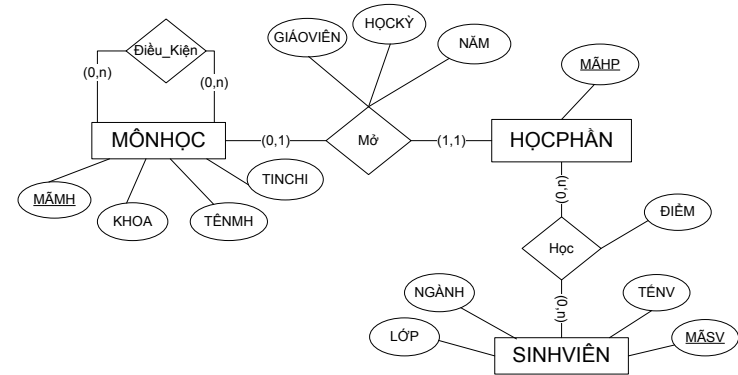 HỌCKỲ
GIÁOVIÊN
NĂM
Điều_Kiện
MÃHP
(0,n)
(0,n)
MÔNHỌC
(0,1)
Mở
(1,1)
HỌCPHẦN
TINCHI
MÃMH
KHOA
TÊNMH
(0,n)
ĐIỀM
Học
NGÀNH
(0,n)
TÊNV
LỚP
SINHVIÊN
MÃSV